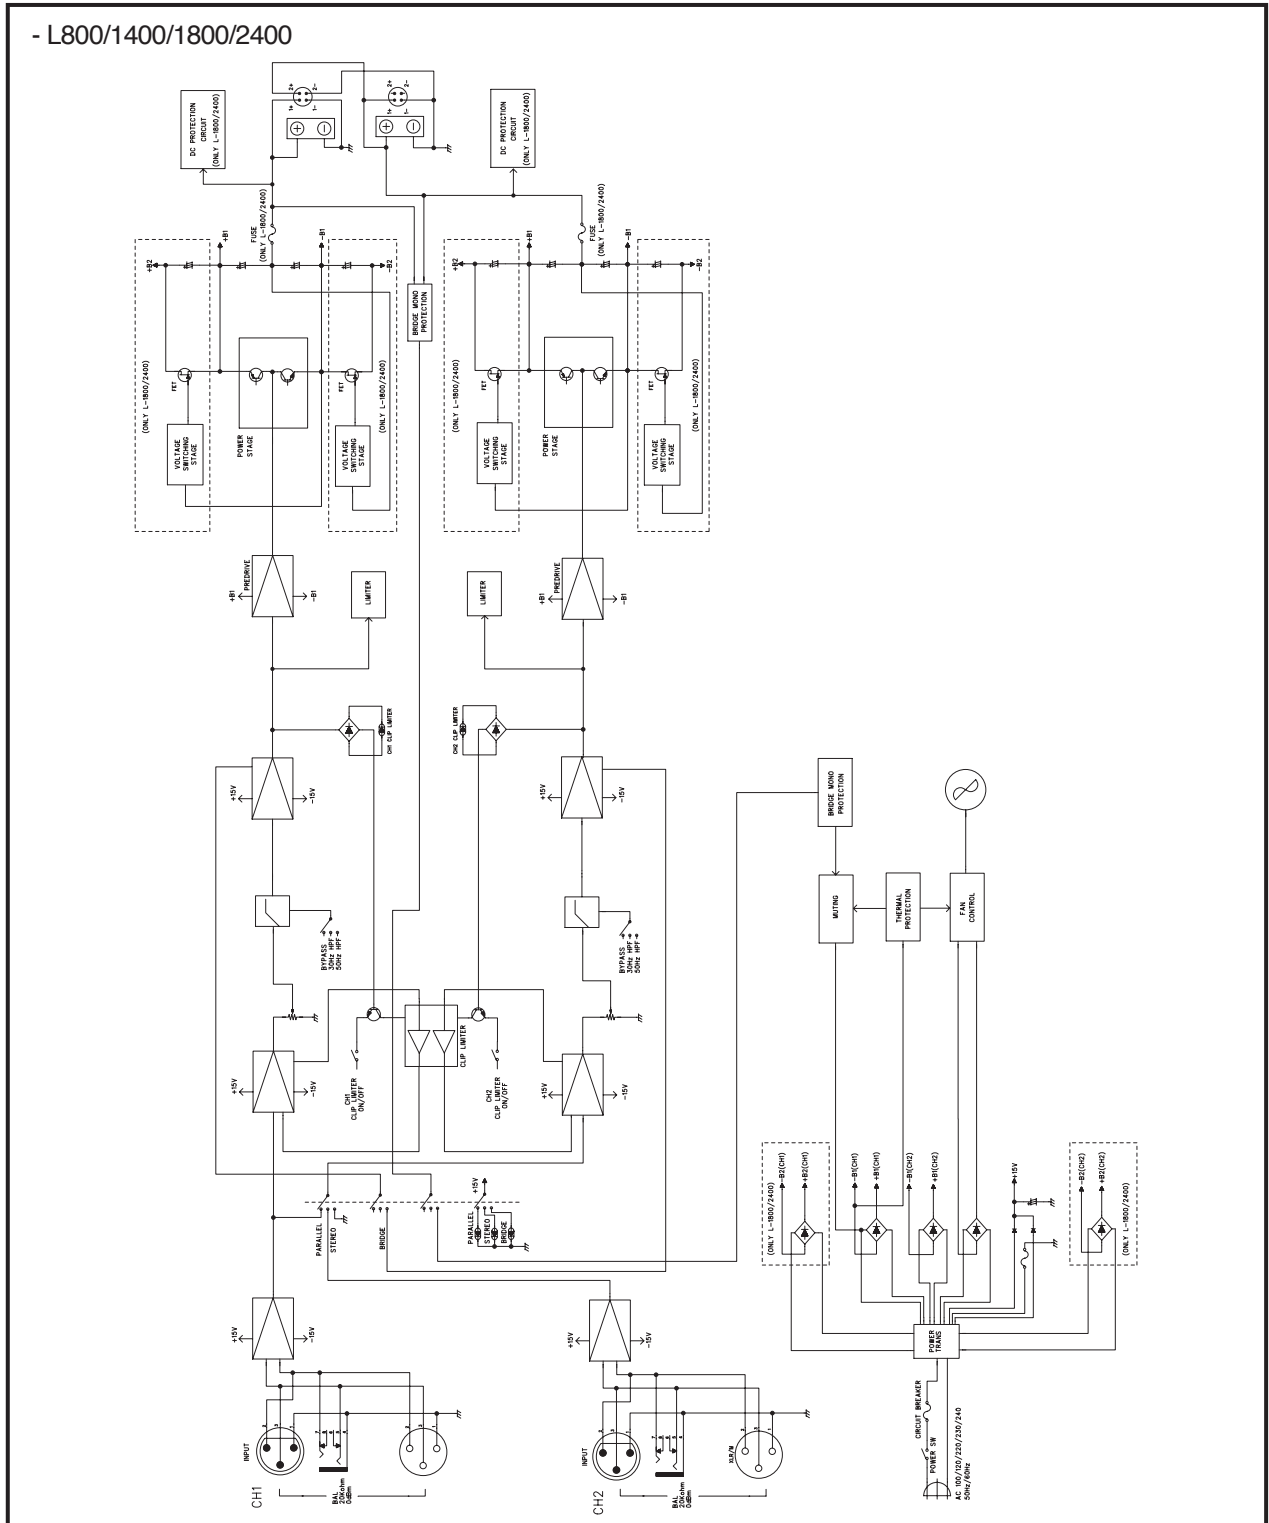 - L800/1400/1800/2400
DC PROTECTION
CIRCUIT
(ONLY L-1800/2400)
2+
2-
1+
1-
2+
2-
1+
1-
DC PROTECTION
CIRCUIT
(ONLY L-1800/2400)
FUSE
(ONLY L-1800/2400)
FUSE
(ONLY L-1800/2400)
+B2
+B1
-B1
-B2
+B2
+B1
-B1
-B2
BRIDGE MONO
PROTECTION
(ONLY L-1800/2400)
FET
FET
(ONLY L-1800/2400)
(ONLY L-1800/2400)
FET
FET
(ONLY L-1800/2400)
VOLTAGE
SWITCHING
STAGE
POWER
STAGE
VOLTAGE
SWITCHING
STAGE
VOLTAGE
SWITCHING
STAGE
POWER
STAGE
VOLTAGE
SWITCHING
STAGE
+B1
PREDRIVE
-B1
LIMITER
LIMITER
+B1
PREDRIVE
-B1
CH1 CLIP LIMITER
CH2 CLIP LIMITER
+15V
-15V
+15V
-15V
BRIDGE MONO
PROTECTION
MUTING
THERMAL
PROTECTION
FAN
CONTROL
BYPASS
30Hz HPF
50Hz HPF
BYPASS
30Hz HPF
50Hz HPF
+15V
-15V
CH1
CLIP LIMITER
ON/OFF
CLIP LIMITER
CH2
CLIP LIMITER
ON/OFF
+15V
-15V
PARALLEL
STEREO
BRIDGE
+15V
PARALLEL
STEREO
BRIDGE
(ONLY L-1800/2400)
-B2(CH1)
+B2(CH1)
-B1(CH1)
+B1(CH1)
-B1(CH2)
+B1(CH2)
+15V
-B2(CH2)
+B2(CH2)
(ONLY L-1800/2400)
+15V
-15V
+15V
-15V
POWER
TRANS
CIRCUIT BREAKER
POWER SW
AC 100/120/220/230/240
50Hz/60Hz
INPUT
CH1
BAL
20Kohm
0dBm
INPUT
XLR/M
CH2
BAL
20Kohm
0dBm